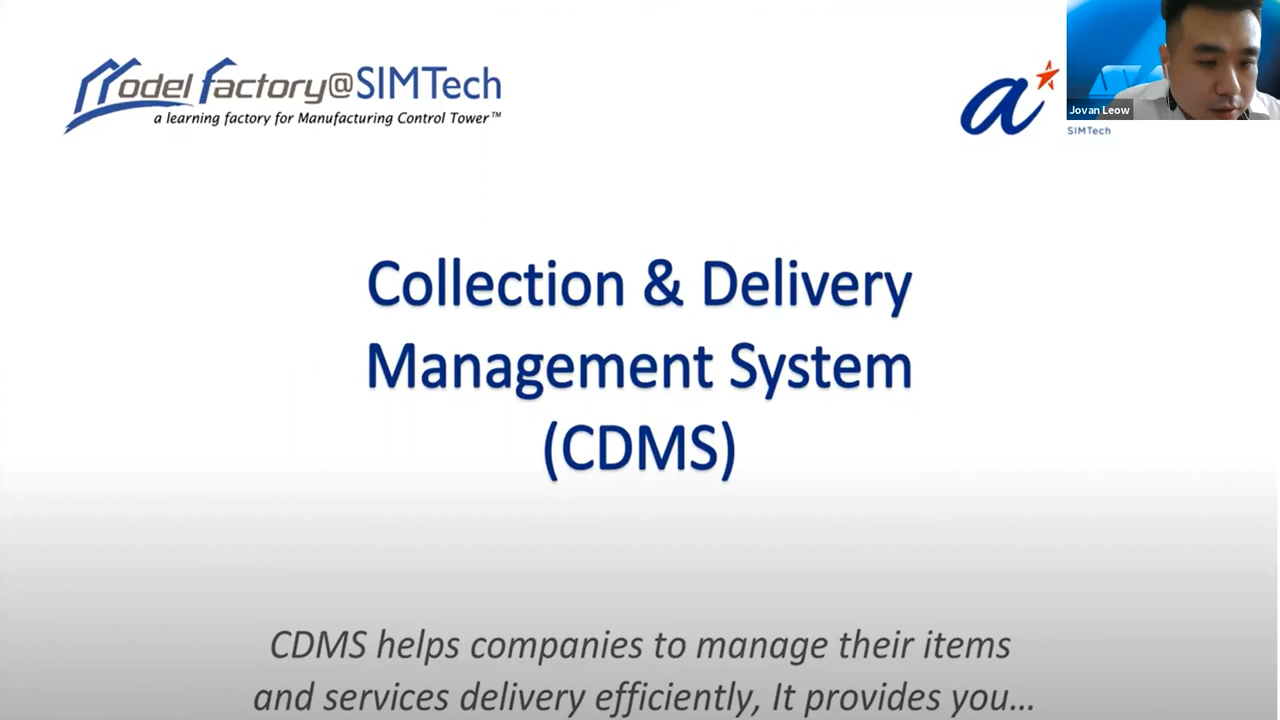 Model factory@SIMTech
a learning factory for Manufacturing Control Tower™
a
SIMTech
Jovan Leow
Collection & Delivery
Management System
(CDMS)
CDMS helps companies to manage their items
and services delivery efficiently, It provides you...